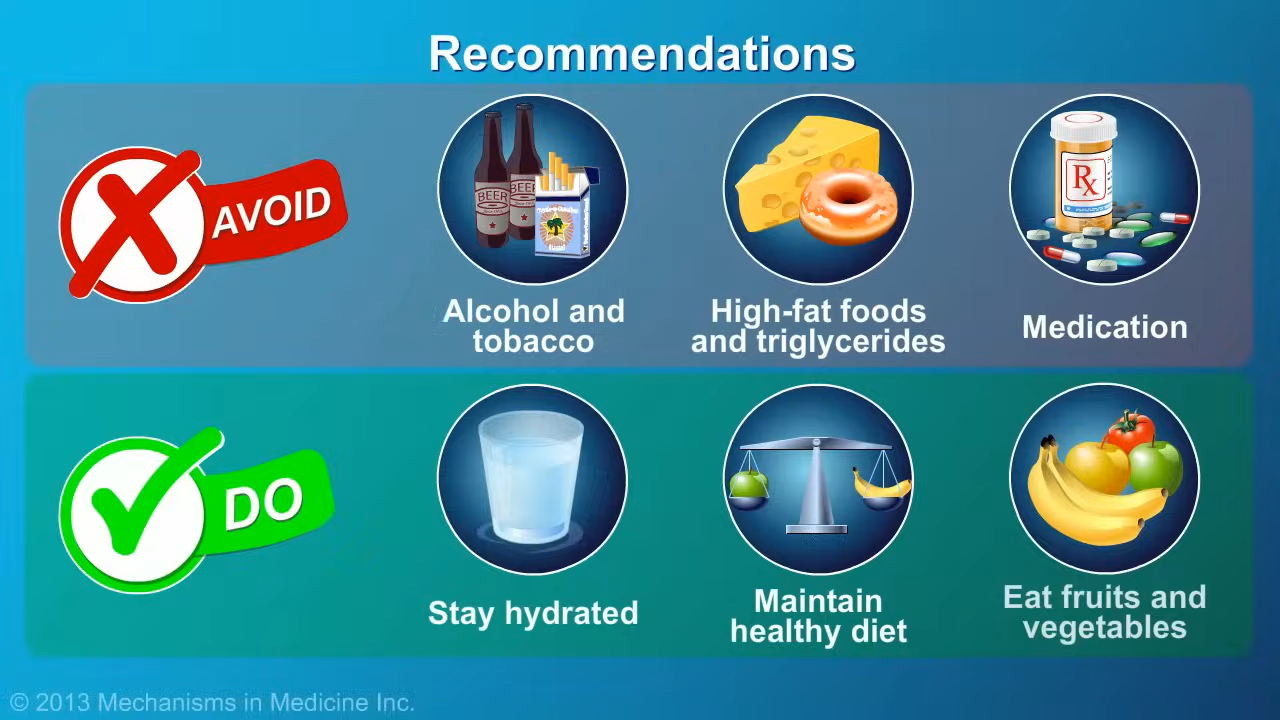 Recommendations
AVOID
BEER
BEER
Rx
Alcohol and
tobacco
High-fat foods
and triglycerides
Medication
DO
Stay hydrated
Maintain
healthy diet
Eat fruits and
vegetables
© 2013 Mechanisms in Medicine Inc.